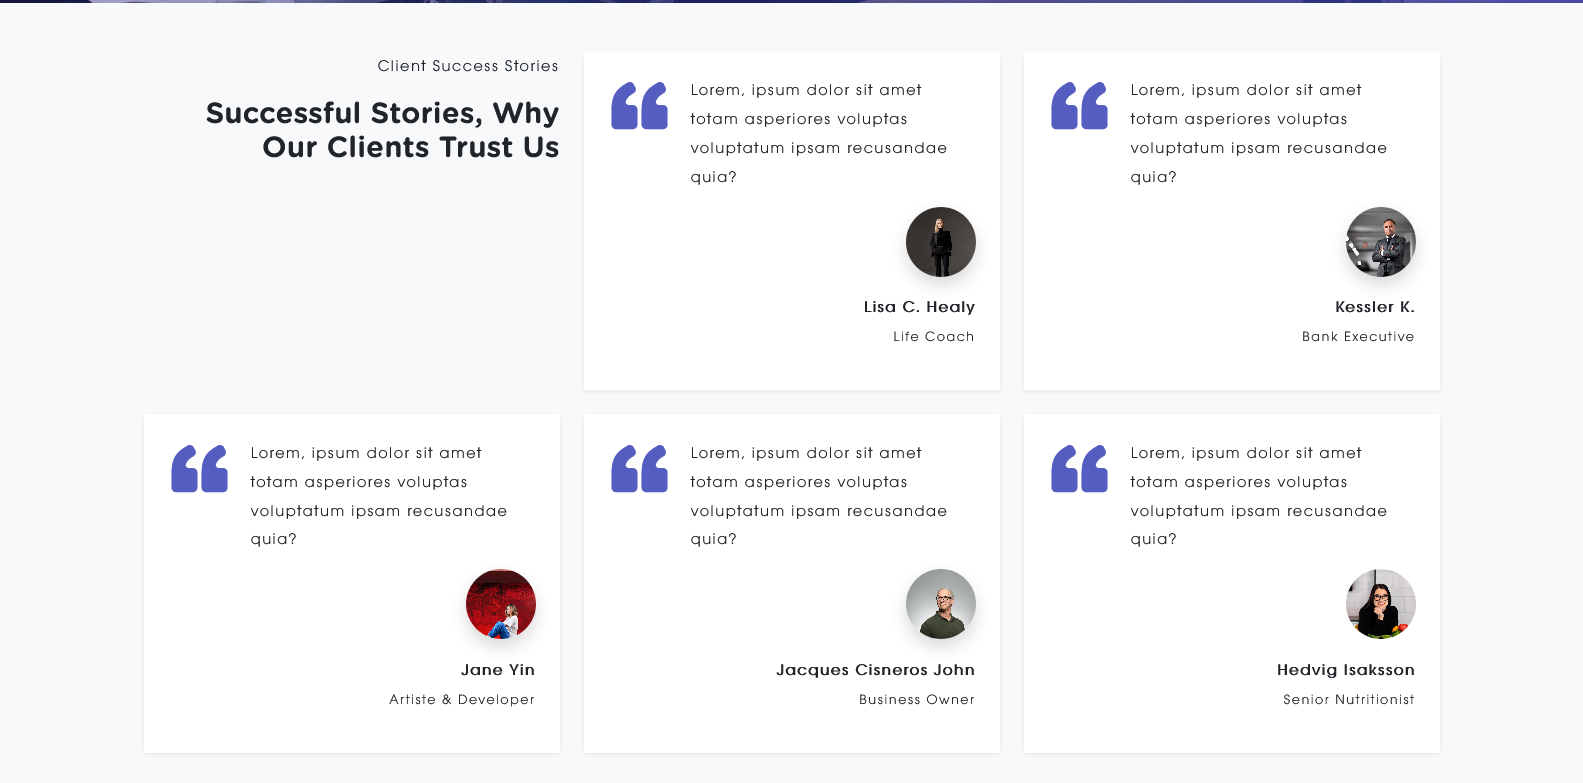 Client Success Stories
Successful Stories, Why
Our Clients Trust Us
Lorem, ipsum dolor sit amet
totam asperiores voluptas
voluptatum ipsam recusandae
quia?
Lisa C. Healy
Life Coach
Lorem, ipsum dolor sit amet
totam asperiores voluptas
voluptatum ipsam recusandae
quia?
Kessler K.
Bank Executive
Lorem, ipsum dolor sit amet
totam asperiores voluptas
voluptatum ipsam recusandae
quia?
Jane Yin
Artiste & Developer
Lorem, ipsum dolor sit amet
totam asperiores voluptas
voluptatum ipsam recusandae
quia?
Jacques Cisneros John
Business Owner
Lorem, ipsum dolor sit amet
totam asperiores voluptas
voluptatum ipsam recusandae
quia?
Hedvig Isaksson
Senior Nutritionist